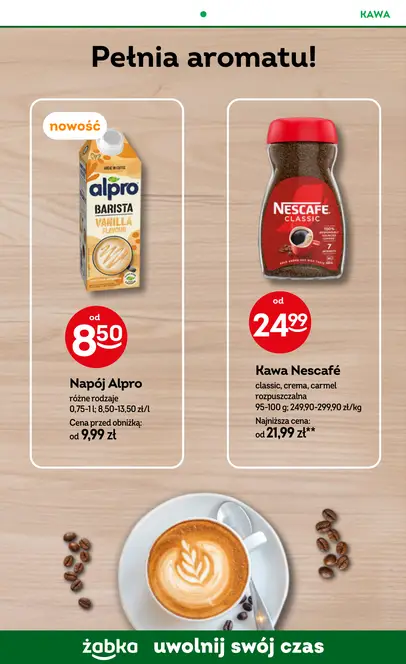 KAWA
Pełnia aromatu!
nowość
alpro
BARISTA
VANILLA
FLAVOUR
od
8 50
Napój Alpro
różne rodzaje
0,75-1 l; 8,50-13,50 zł/l
Cena przed obniżką:
od 9,99 zł
NESCAFÉ
CLASSIC
od
24 99
Kawa Nescafé
classic, crema, carmel
rozpuszczalna
95-100 g; 249,90-299,90 zł/kg
Najniższa cena:
od 21,99 zł**
żabka uwolnij swój czas